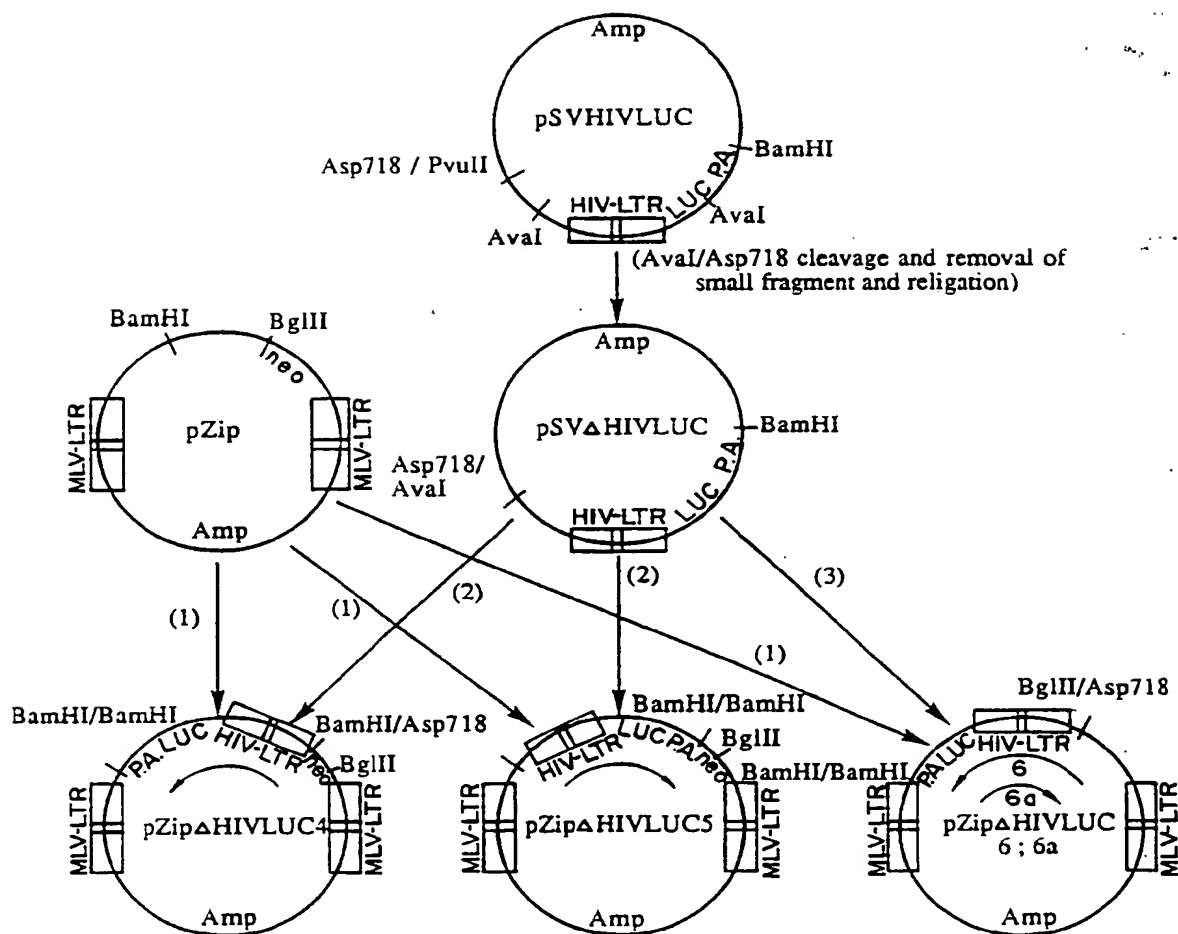 Amp
pSVHIVLUC
BamHI
Asp718 / PvuII
LUC P.A.
HIV-LTR
AvaI
AvaI
(AvaI/Asp718 cleavage and removal of
small fragment and religation)
BamHI
BglII
neo
MLV-LTR
MLV-LTR
pZip
Amp
Amp
pSVΔHIVLUC
BamHI
Asp718/
AvaI
LUC P.A.
HIV-LTR
(1)
(2)
(1)
(2)
(3)
(1)
BamHI/BamHI
BamHI/Asp718
P.A. LUC HIV-LTR
neo
BglII
MLV-LTR
MLV-LTR
pZipΔHIVLUC4
Amp
BamHI/BamHI
HIV-LTR
LUC P.A. neo
BglII
MLV-LTR
MLV-LTR
pZipΔHIVLUC5
Amp
BglII/Asp718
BamHI/BamHI
P.A LUC
HIV-LTR
6
6a
MLV-LTR
MLV-LTR
pZipΔHIVLUC
6 ; 6a
Amp